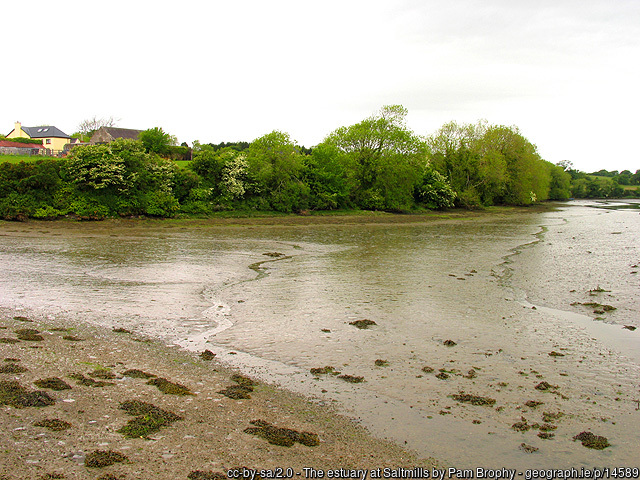 cc-by-sa/2.0 - The estuary at Saltmills by Pam Brophy - geograph.ie/p/14589